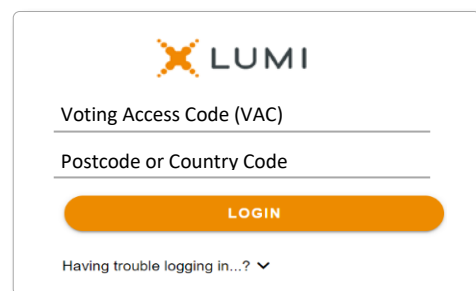 LUMI
Voting Access Code (VAC)
Postcode or Country Code
LOGIN
Having trouble logging in...?